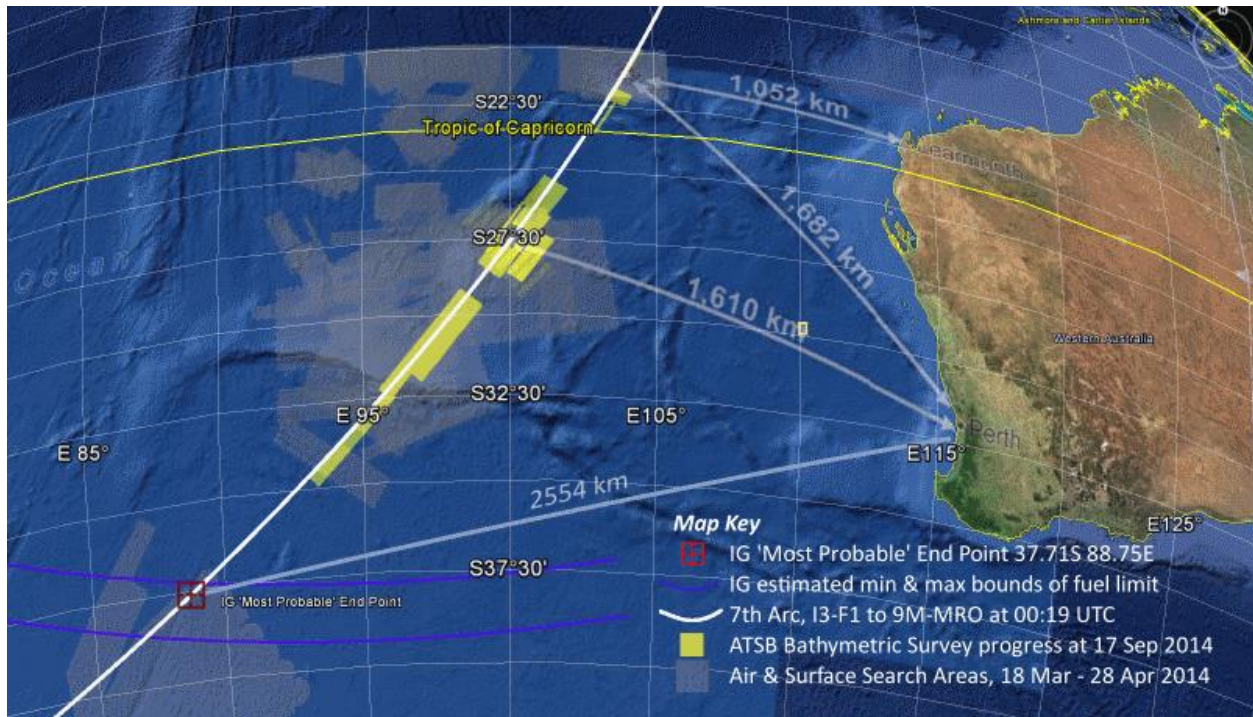 N
Ashmore and Cartier Islands
S22°30'
1,052 km
Tropic of Capricorn
Learmonth
1,682 km
S27°30'
Ocean
1,610 km
Western Australia
S32°30'
E 95°
E105°
Perth
E 85°
E115°
2554 km
E125°
S37°30'
IG 'Most Probable' End Point
Map Key
IG 'Most Probable' End Point 37.71S 88.75E
IG estimated min & max bounds of fuel limit
7th Arc, I3-F1 to 9M-MRO at 00:19 UTC
ATSB Bathymetric Survey progress at 17 Sep 2014
Air & Surface Search Areas, 18 Mar - 28 Apr 2014